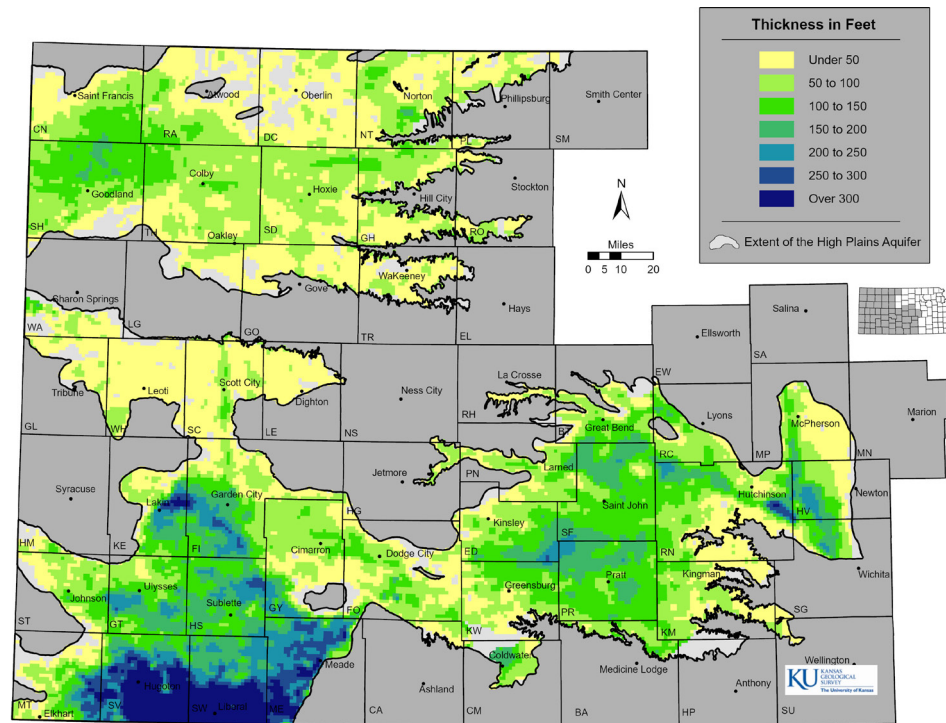 Thickness in Feet
Under 50
50 to 100
100 to 150
150 to 200
200 to 250
250 to 300
Over 300
Extent of the High Plains Aquifer
Saint Francis
Atwood
Oberlin
Norton
Phillipsburg
Smith Center
CN
RA
DC
NT
PL
SM
Goodland
Colby
Hoxie
Hill City
Stockton
N
SH
TH
Oakley
SD
GH
RO
Miles
0 5 10 20
Sharon Springs
Gove
WaKeeney
Hays
Salina
WA
LG
GO
TR
EL
Ellsworth
SA
Tribune
Leoti
Scott City
Dighton
Ness City
La Crosse
EW
Great Bend
Lyons
McPherson
Marion
GL
WH
SC
LE
NS
RH
BT
RC
MP
MN
Syracuse
Lakin
Garden City
Jetmore
PN
Larned
Saint John
Hutchinson
HV
Newton
HM
KE
FI
HG
Cimarron
Dodge City
Kinsley
ED
SF
RN
Wichita
Johnson
Ulysses
Sublette
Greensburg
Pratt
Kingman
ST
GT
HS
GY
FO
KW
PR
KM
SG
Hugoton
Meade
Coldwater
Medicine Lodge
Anthony
Wellington
Elkhart
Liberal
Ashland
MT
SV
SW
ME
CA
CM
BA
HP
SU
KU
KANSAS
GEOLOGICAL
SURVEY
The University of Kansas